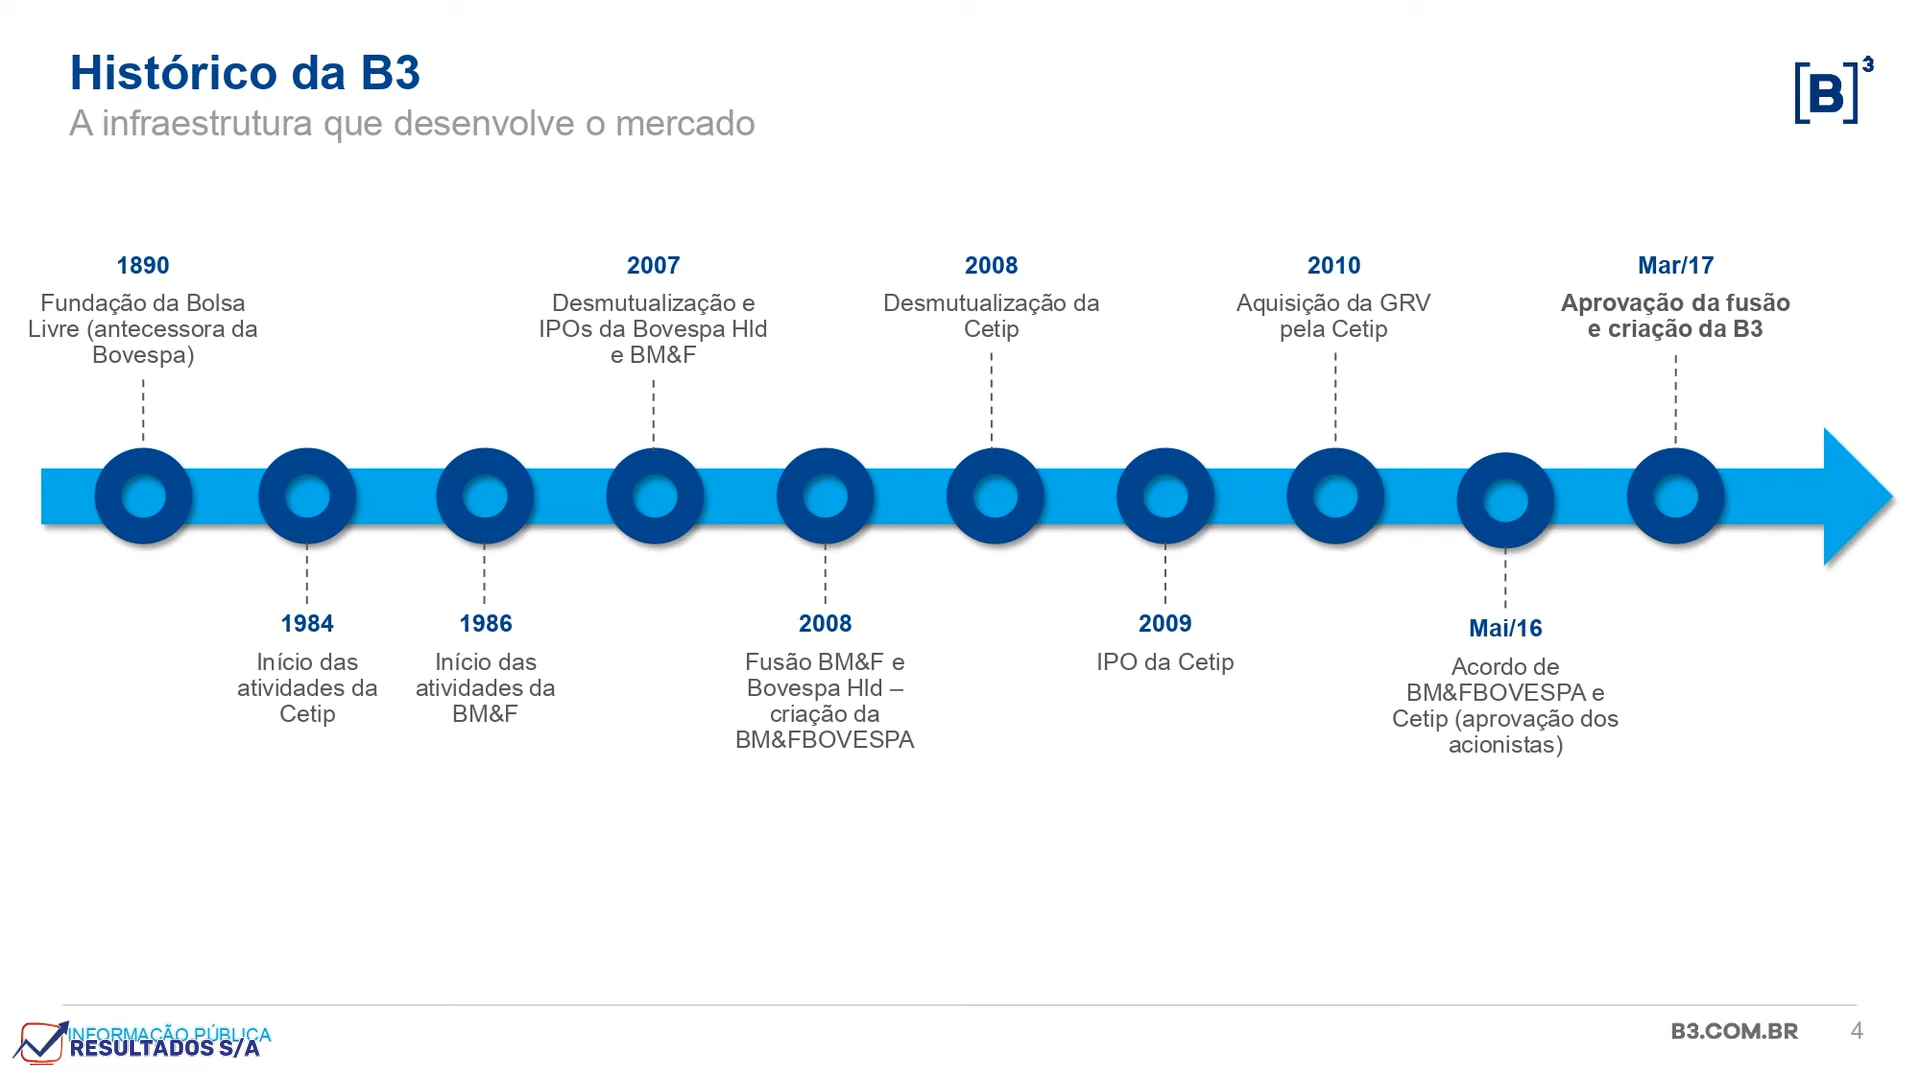 Histórico da B3
A infraestrutura que desenvolve o mercado
[B]³
1890
Fundação da Bolsa
Livre (antecessora da
Bovespa)
2007
Desmutualização e
IPOs da Bovespa Hld
e BM&F
2008
Desmutualização da
Cetip
2010
Aquisição da GRV
pela Cetip
Mar/17
Aprovação da fusão
e criação da B3
1984
Início das
atividades da
Cetip
1986
Início das
atividades da
BM&F
2008
Fusão BM&F e
Bovespa Hld –
criação da
BM&FBOVESPA
2009
IPO da Cetip
Mai/16
Acordo de
BM&FBOVESPA e
Cetip (aprovação dos
acionistas)
INFORMAÇÃO PÚBLICA
RESULTADOS S/A
B3.COM.BR
4